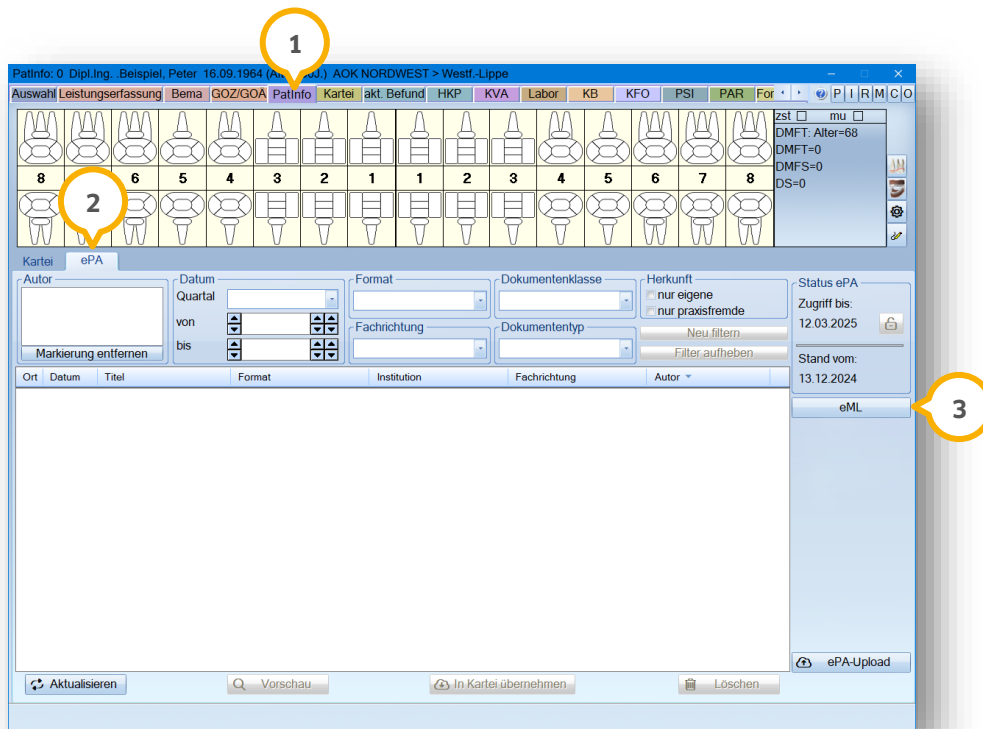 1
PatInfo: 0 Dipl.Ing. .Beispiel, Peter 16.09.1964 AOK NORDWEST > Westf.-Lippe
Auswahl Leistungserfassung Bema GOZ/GOÄ PatInfo Kartei akt. Befund HKP KVA Labor KB KFO PSI PAR For P I R M C O
zst mu
DMFT: Alter=68
DMFT=0
DMFS=0
DS=0
8 6 5 4 3 2 1 1 2 3 4 5 6 7 8
2
Kartei ePA
Autor Datum Format Dokumentenklasse Herkunft Status ePA
Quartal nur eigene Zugriff bis:
nur praxisfremde
von Fachrichtung Dokumententyp Neu filtern 12.03.2025
Markierung entfernen bis Filter aufheben Stand vom:
Ort Datum Titel Format Institution Fachrichtung Autor 13.12.2024
eML
3
ePA-Upload
Aktualisieren Vorschau In Kartei übernehmen Löschen